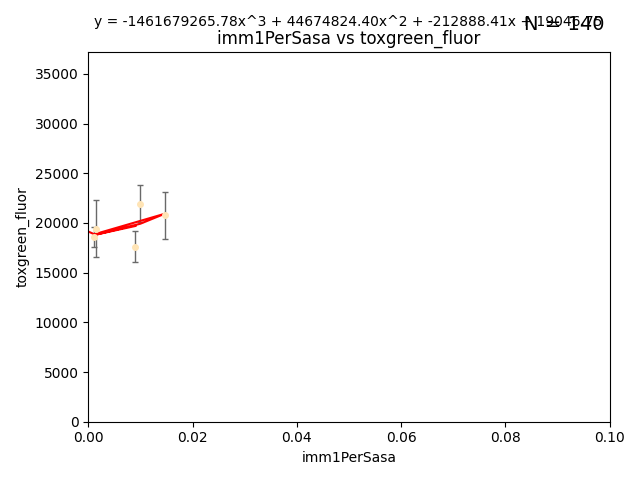 y = -1461679265.78x^3 + 44674824.40x^2 + -212888.41x + 19046.75
N = 140
imm1PerSasa vs toxgreen_fluor
35000
30000
25000
20000
15000
10000
5000
0
toxgreen_fluor
0.00 0.02 0.04 0.06 0.08 0.10
imm1PerSasa